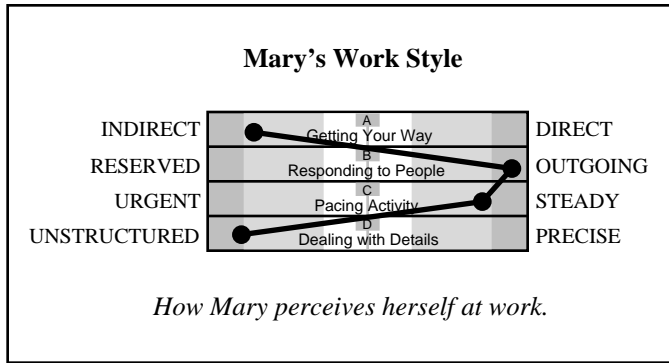 Mary's Work Style
A
INDIRECT Getting Your Way DIRECT
B
RESERVED Responding to People OUTGOING
C
URGENT Pacing Activity STEADY
D
UNSTRUCTURED Dealing with Details PRECISE
How Mary perceives herself at work.